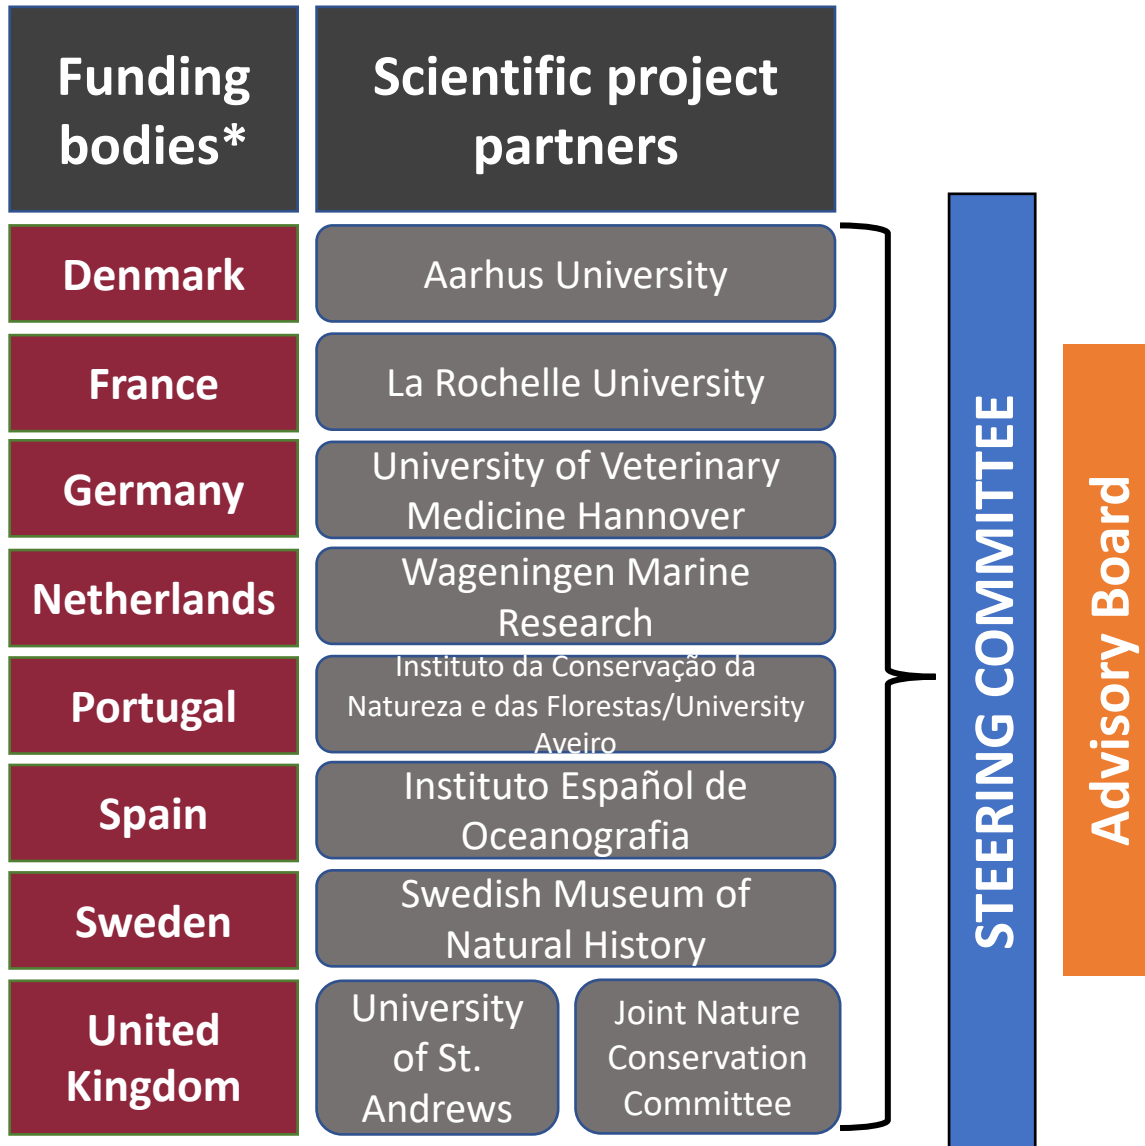 Funding
bodies*
Scientific project
partners
Denmark
Aarhus University
France
La Rochelle University
Germany
University of Veterinary
Medicine Hannover
Netherlands
Wageningen Marine
Research
Portugal
Instituto da Conservação da
Natureza e das Florestas/University
Aveiro
Spain
Instituto Español de
Oceanografia
Sweden
Swedish Museum of
Natural History
United
Kingdom
University
of St.
Andrews
Joint Nature
Conservation
Committee
STEERING COMMITTEE
Advisory Board